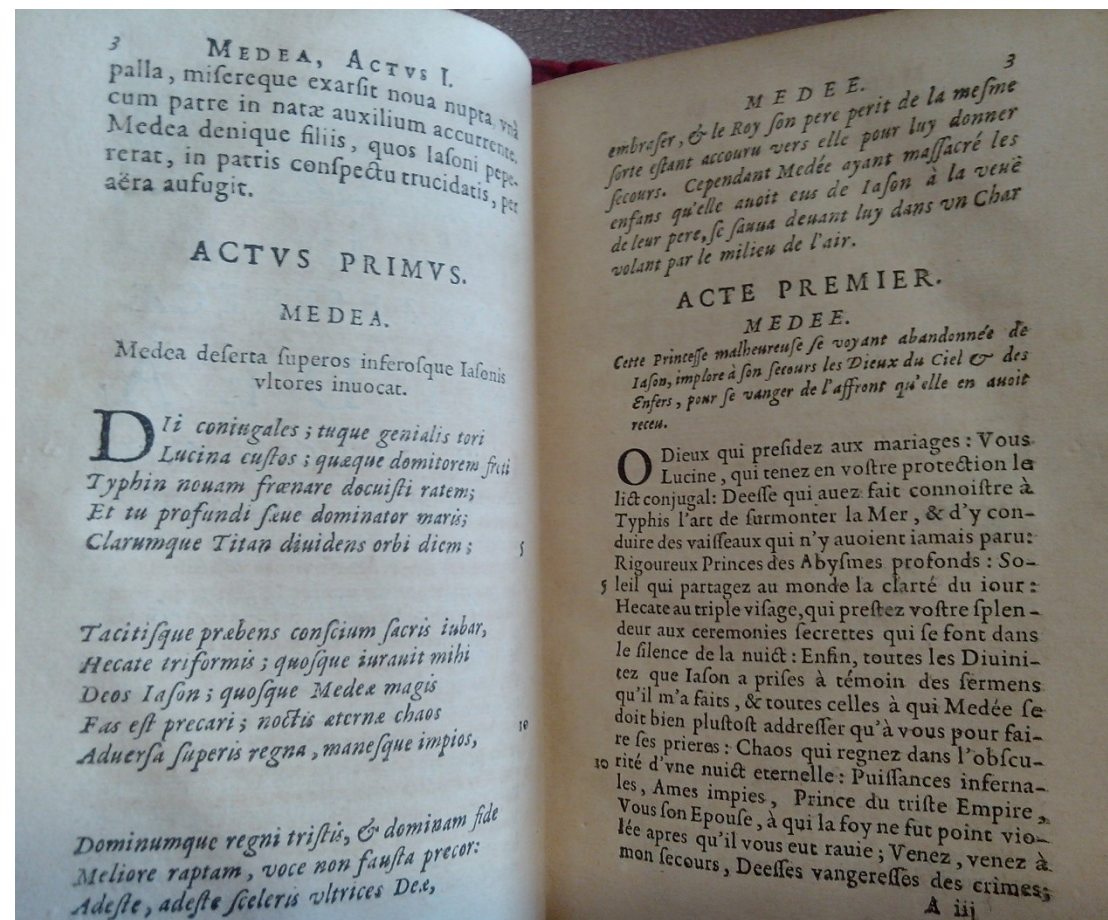 3
MEDEA, ACTVS I.
palla, miſereque exarſit noua nupta, vnà
cum patre in natæ auxilium accurrente.
Medea denique filiis, quos Iaſoni pepe-
rerat, in patris conſpectu trucidatis, per
aëra aufugit.
ACTVS PRIMVS.
MEDEA.
Medea deſerta ſuperos inferoſque Iaſonis
vltores inuocat.
DIi coniugales; tuque genialis tori
Lucina cuſtos; quæque domitorem freti
Typhin nouam frænare docuiſti ratem;
Et tu profundi ſæue dominator maris;
Clarumque Titan diuidens orbi diem; 5
Tacitiſque præbens conſcium ſacris iubar,
Hecate triformis; quoſque iurauit mihi
Deos Iaſon; quoſque Medeæ magis
Fas eſt precari; noctis æternæ chaos
Aduerſa ſuperis regna, maneſque impios, 10
Dominumque regni triſtis, & dominam fide
Meliore raptam, voce non fauſta precor:
Adeſte, adeſte ſceleris vltrices Deæ,
3
MEDEE.
embraſer, & le Roy ſon pere perit de la meſme
ſorte eſtant accouru vers elle pour luy donner
ſecours. Cependant Medée ayant maſſacré les
enfans qu'elle auoit eus de Iaſon à la veuë
de leur pere, ſe ſauua deuant luy dans vn Char
volant par le milieu de l'air.
ACTE PREMIER.
MEDEE.
Cette Princeſſe malheureuſe ſe voyant abandonnée de
Iaſon, implore à ſon ſecours les Dieux du Ciel & des
Enfers, pour ſe vanger de l'affront qu'elle en auoit
receu.
O Dieux qui preſidez aux mariages: Vous
Lucine, qui tenez en voſtre protection le
lict conjugal: Deeſſe qui auez fait connoiſtre à
Typhis l'art de ſurmonter la Mer, & d'y con-
duire des vaiſſeaux qui n'y auoient iamais paru:
Rigoureux Princes des Abyſmes profonds: So-
5 leil qui partagez au monde la clarté du iour:
Hecate au triple viſage, qui preſtez voſtre ſplen-
deur aux ceremonies ſecrettes qui ſe font dans
le ſilence de la nuict: Enfin, toutes les Diuini-
tez que Iaſon a priſes à témoin des ſermens
qu'il m'a faits, & toutes celles à qui Medée ſe
doit bien pluſtoſt addreſſer qu'à vous pour fai-
re ſes prieres: Chaos qui regnez dans l'obſcu-
10 rité d'vne nuict eternelle: Puiſſances inferna-
les, Ames impies, Prince du triſte Empire,
Vous ſon Epouſe, à qui la foy ne fut point vio-
lée apres qu'il vous eut rauie; Venez, venez à
mon ſecours, Deeſſes vangereſſes des crimes;
A iij